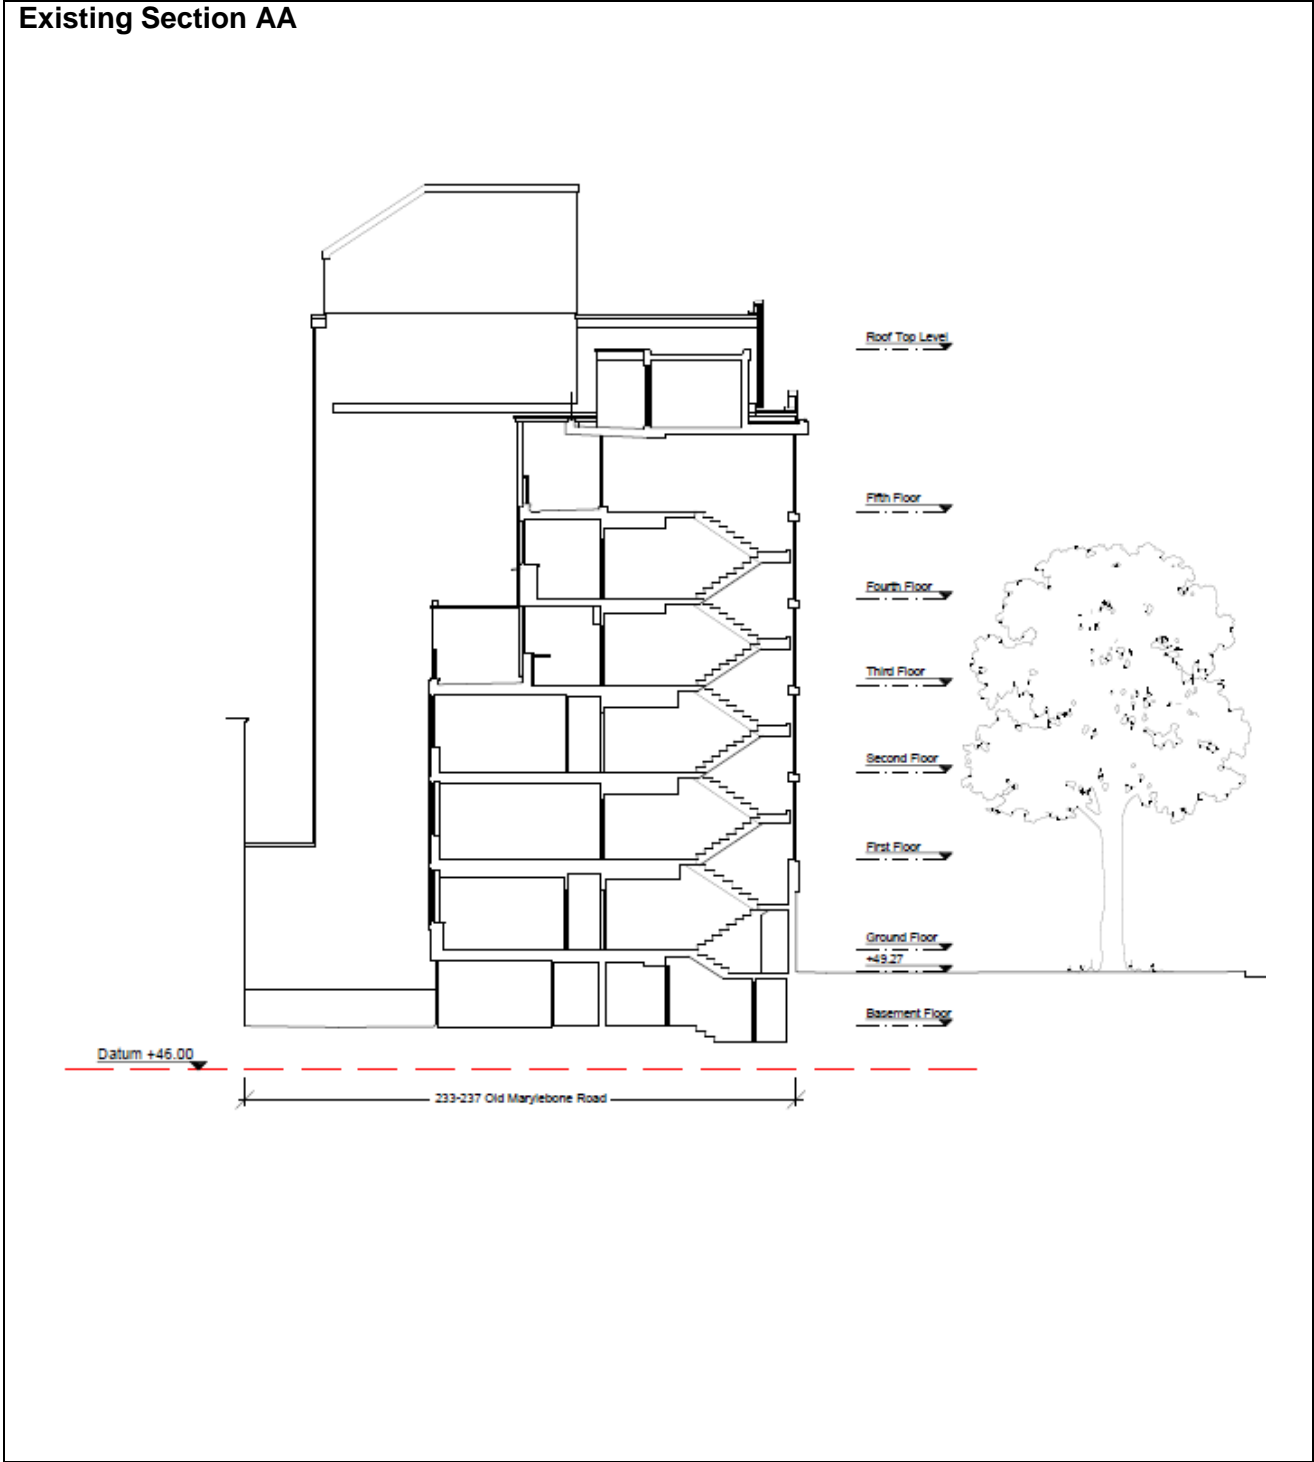 Existing Section AA
Roof Top Level
Fifth Floor
Fourth Floor
Third Floor
Second Floor
First Floor
Ground Floor
+49.27
Basement Floor
Datum +46.00
233-237 Old Marylebone Road